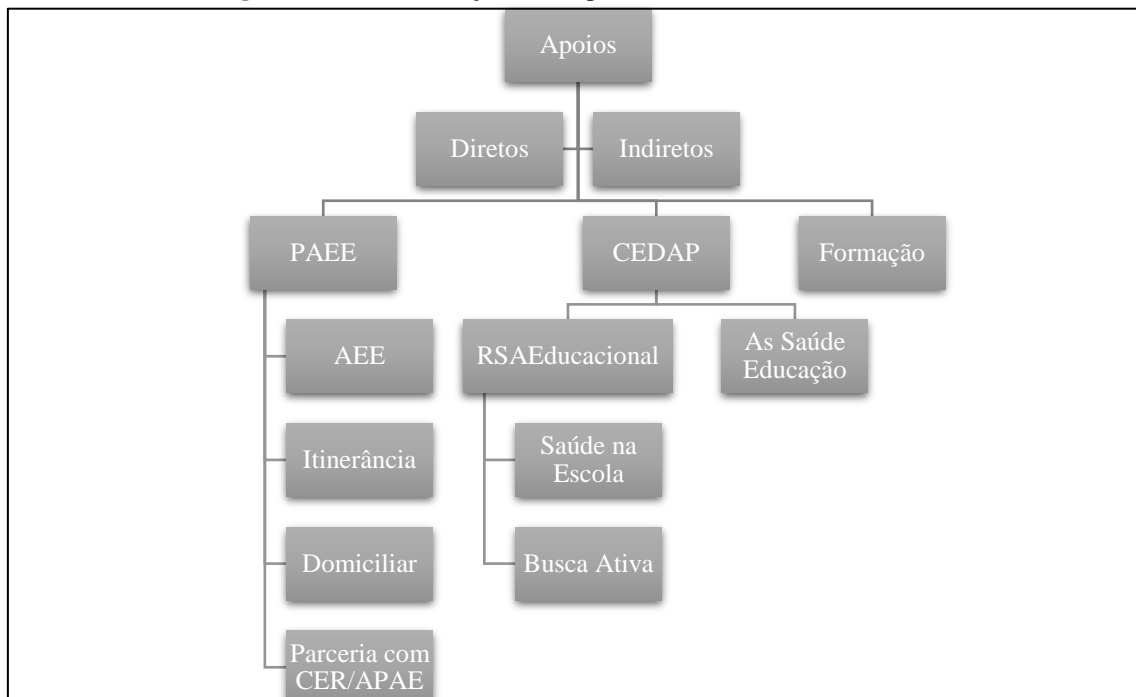 Apoios
Diretos
Indiretos
PAEE
CEDAP
Formação
AEE
RSAEducacional
As Saúde
Educação
Itinerância
Saúde na
Escola
Domiciliar
Busca Ativa
Parceria com
CER/APAE